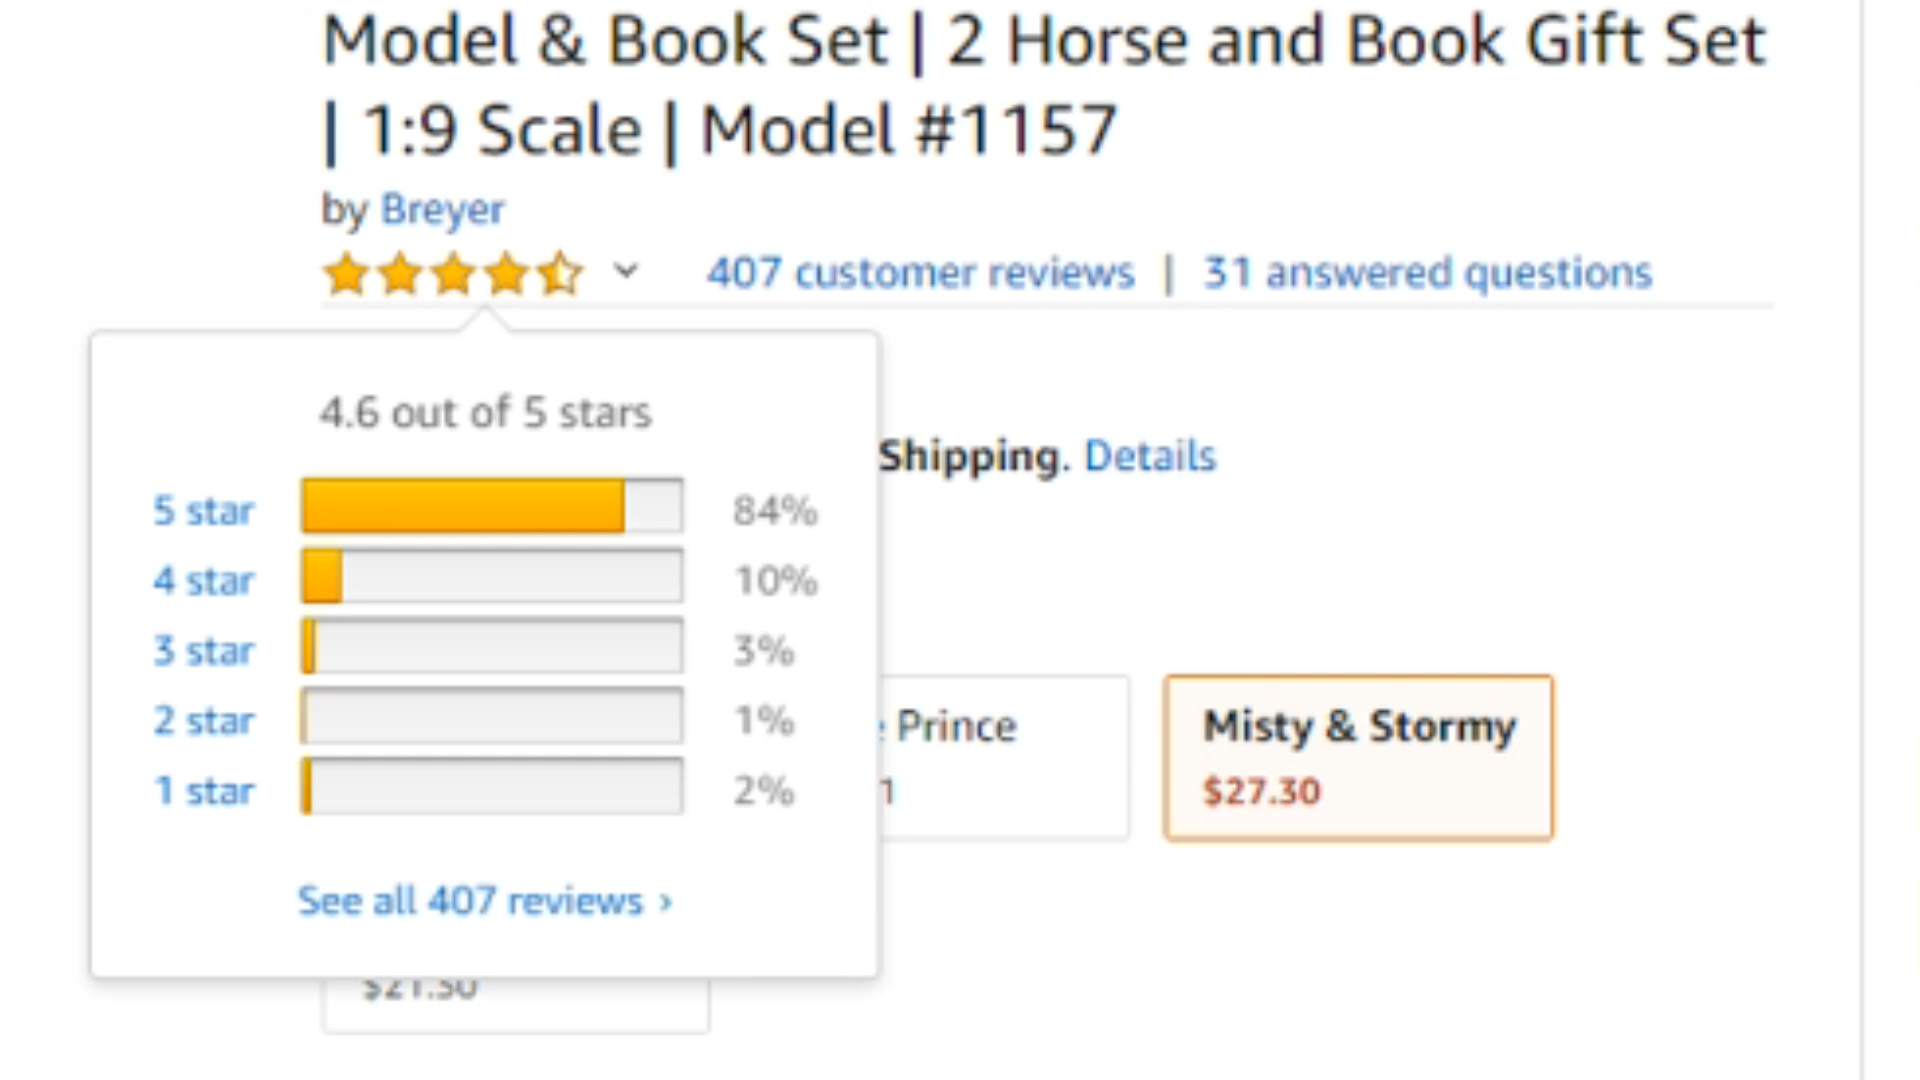 Model & Book Set | 2 Horse and Book Gift Set
| 1:9 Scale | Model #1157
by Breyer
407 customer reviews | 31 answered questions
4.6 out of 5 stars
Shipping. Details
5 star 84%
4 star 10%
3 star 3%
2 star 1%
1 star 2%
Prince
1
Misty & Stormy
$27.30
See all 407 reviews ›